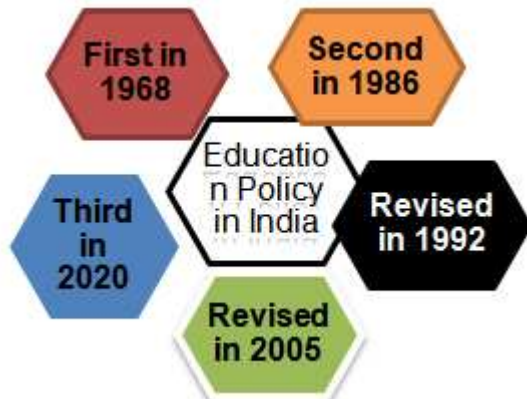 First in
1968
Second
in 1986
Educatio
n Policy
in India
Revised
in 1992
Third
in
2020
Revised
in 2005